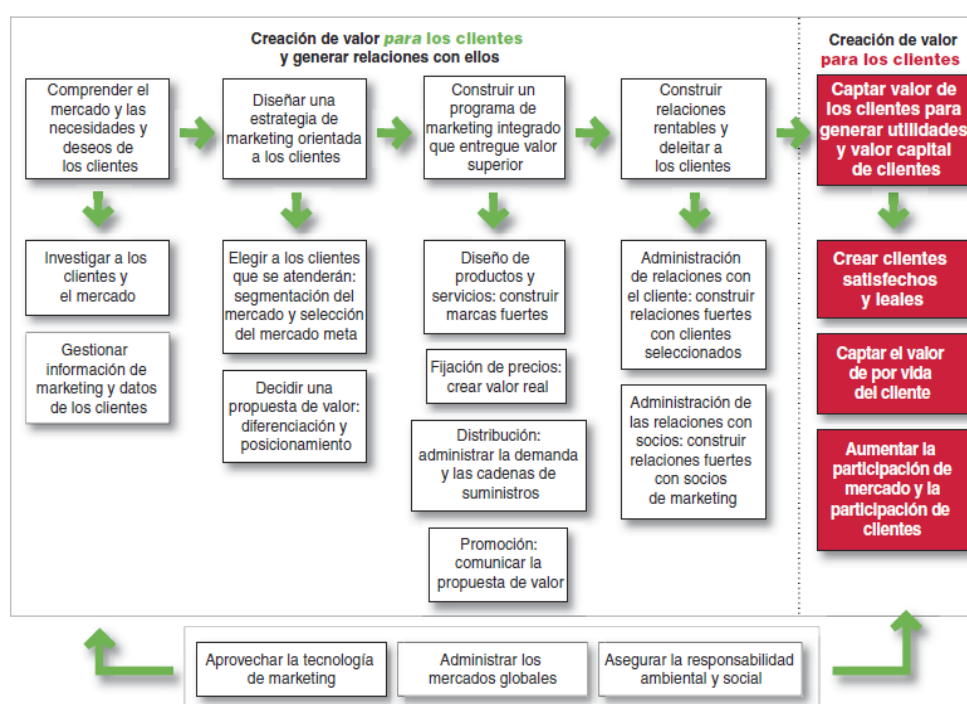 Creación de valor para los clientes
y generar relaciones con ellos
Creación de valor
para los clientes
Comprender el
mercado y las
necesidades y
deseos de
los clientes
Diseñar una
estrategia de
marketing orientada
a los clientes
Construir un
programa de
marketing integrado
que entregue valor
superior
Construir
relaciones
rentables y
deleitar a
los clientes
Captar valor de
los clientes para
generar utilidades
y valor capital
de clientes
Investigar a los
clientes y
el mercado
Gestionar
información de
marketing y datos
de los clientes
Elegir a los clientes
que se atenderán:
segmentación del
mercado y selección
del mercado meta
Decidir una
propuesta de valor:
diferenciación y
posicionamiento
Diseño de
productos y
servicios: construir
marcas fuertes
Fijación de precios:
crear valor real
Distribución:
administrar la demanda
y las cadenas de
suministros
Promoción:
comunicar la
propuesta de valor
Administración
de relaciones con
el cliente: construir
relaciones fuertes
con clientes
seleccionados
Administración de
las relaciones con
socios: construir
relaciones fuertes
con socios
de marketing
Crear clientes
satisfechos
y leales
Captar el valor
de por vida
del cliente
Aumentar la
participación de
mercado y la
participación de
clientes
Aprovechar la tecnología
de marketing
Administrar los
mercados globales
Asegurar la responsabilidad
ambiental y social